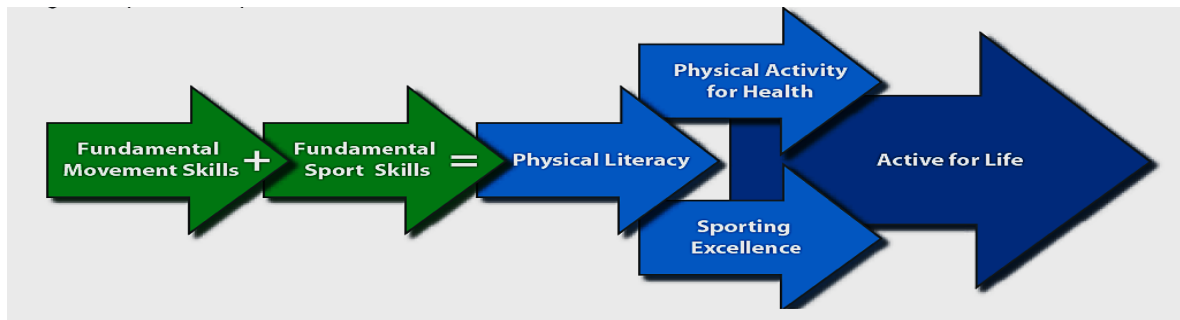 Fundamental
Movement Skills
+
Fundamental
Sport Skills
=
Physical Literacy
Physical Activity
for Health
Sporting
Excellence
Active for Life